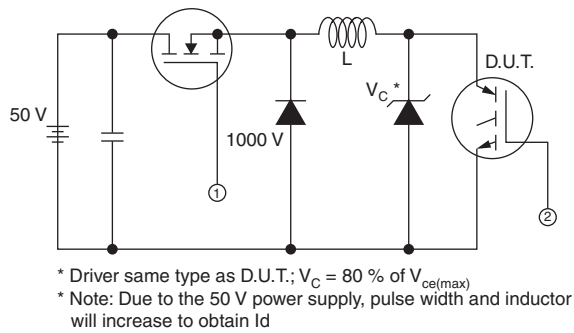 50 V
1000 V
L
V_C *
D.U.T.
1
2
* Driver same type as D.U.T.; V_C = 80 % of V_ce(max)
* Note: Due to the 50 V power supply, pulse width and inductor
will increase to obtain Id